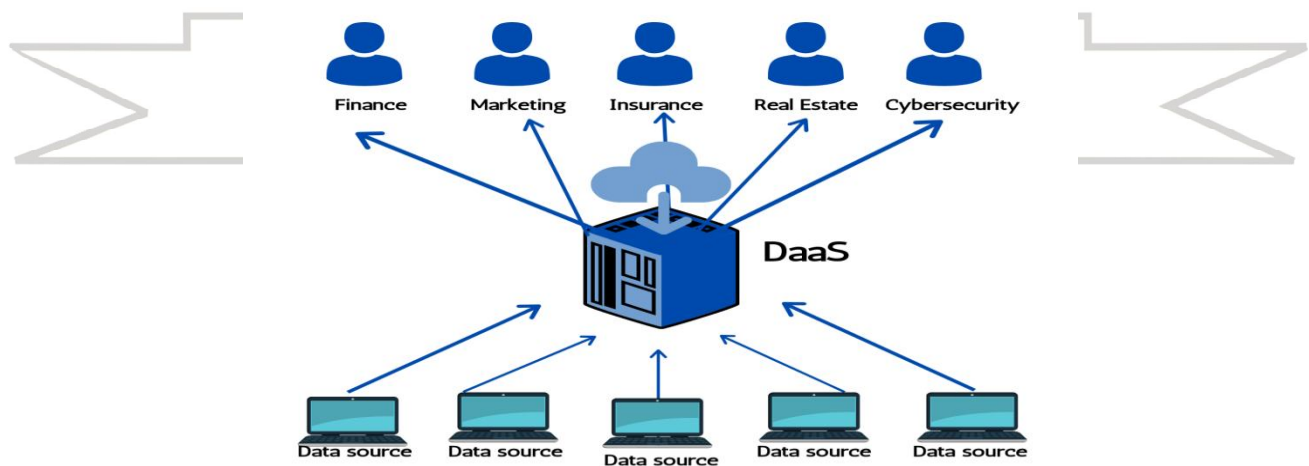 Finance
Marketing
Insurance
Real Estate
Cybersecurity
DaaS
Data source
Data source
Data source
Data source
Data source